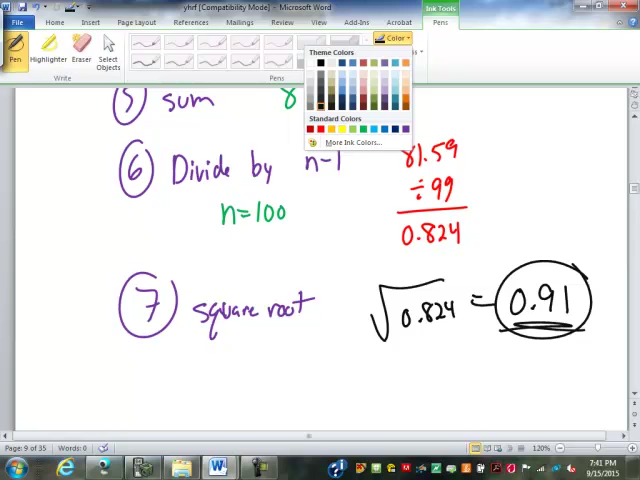 yhrf [Compatibility Mode] - Microsoft Word
Ink Tools
File Home Insert Page Layout References Mailings Review View Add-Ins Acrobat Pens
Pen Highlighter Eraser Select Objects
Color
Write Pens
Theme Colors
Standard Colors
More Ink Colors...
5 sum 8
6 Divide by n-1
81.59
÷ 99
n=100
0.824
7 square root √0.824 = 0.91
Page: 9 of 35 Words: 0 120%
7:41 PM
9/15/2015